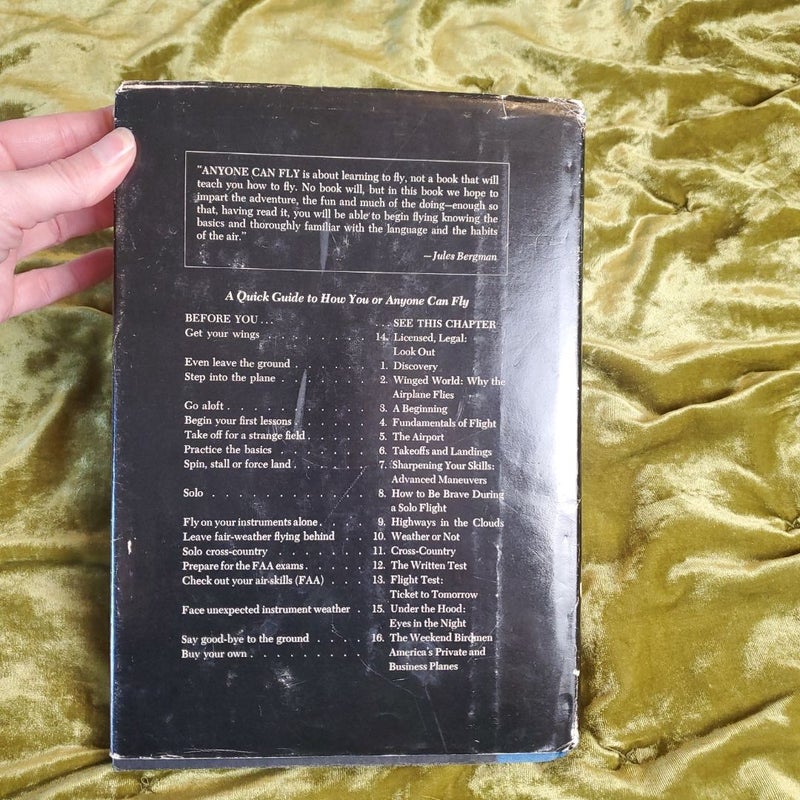 "ANYONE CAN FLY is about learning to fly, not a book that will
teach you how to fly. No book will, but in this book we hope to
impart the adventure, the fun and much of the doing—enough so
that, having read it, you will be able to begin flying knowing the
basics and thoroughly familiar with the language and the habits
of the air."
—Jules Bergman
A Quick Guide to How You or Anyone Can Fly
BEFORE YOU... ...SEE THIS CHAPTER
Get your wings . . . . . . . . 14. Licensed, Legal:
Look Out
Even leave the ground . . . . . . 1. Discovery
Step into the plane . . . . . . . 2. Winged World: Why the
Airplane Flies
Go aloft . . . . . . . . . . . 3. A Beginning
Begin your first lessons . . . . . . 4. Fundamentals of Flight
Take off for a strange field . . . . . 5. The Airport
Practice the basics . . . . . . . 6. Takeoffs and Landings
Spin, stall or force land . . . . . . 7. Sharpening Your Skills:
Advanced Maneuvers
Solo . . . . . . . . . . . . 8. How to Be Brave During
a Solo Flight
Fly on your instruments alone . . . . 9. Highways in the Clouds
Leave fair-weather flying behind 10. Weather or Not
Solo cross-country . . . . . . . 11. Cross-Country
Prepare for the FAA exams . . . . . 12. The Written Test
Check out your air-skills (FAA) . . . 13. Flight Test:
Ticket to Tomorrow
Face unexpected instrument weather . 15. Under the Hood:
Eyes in the Night
Say good-bye to the ground . . . . . 16. The Weekend Birdmen
Buy your own . . . . . . . . . America's Private and
Business Planes